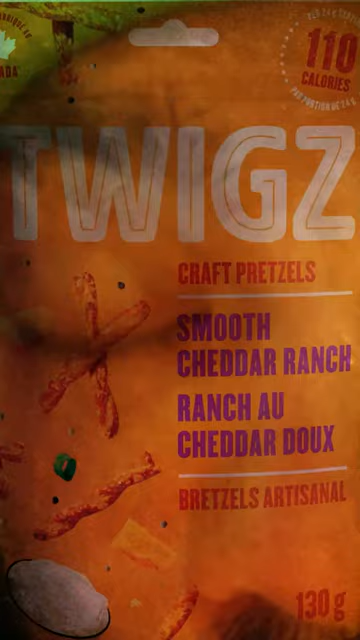 110
CALORIES
TWIGZ
CRAFT PRETZELS
SMOOTH
CHEDDAR RANCH
RANCH AU
CHEDDAR DOUX
BRETZELS ARTISANAL
130 g